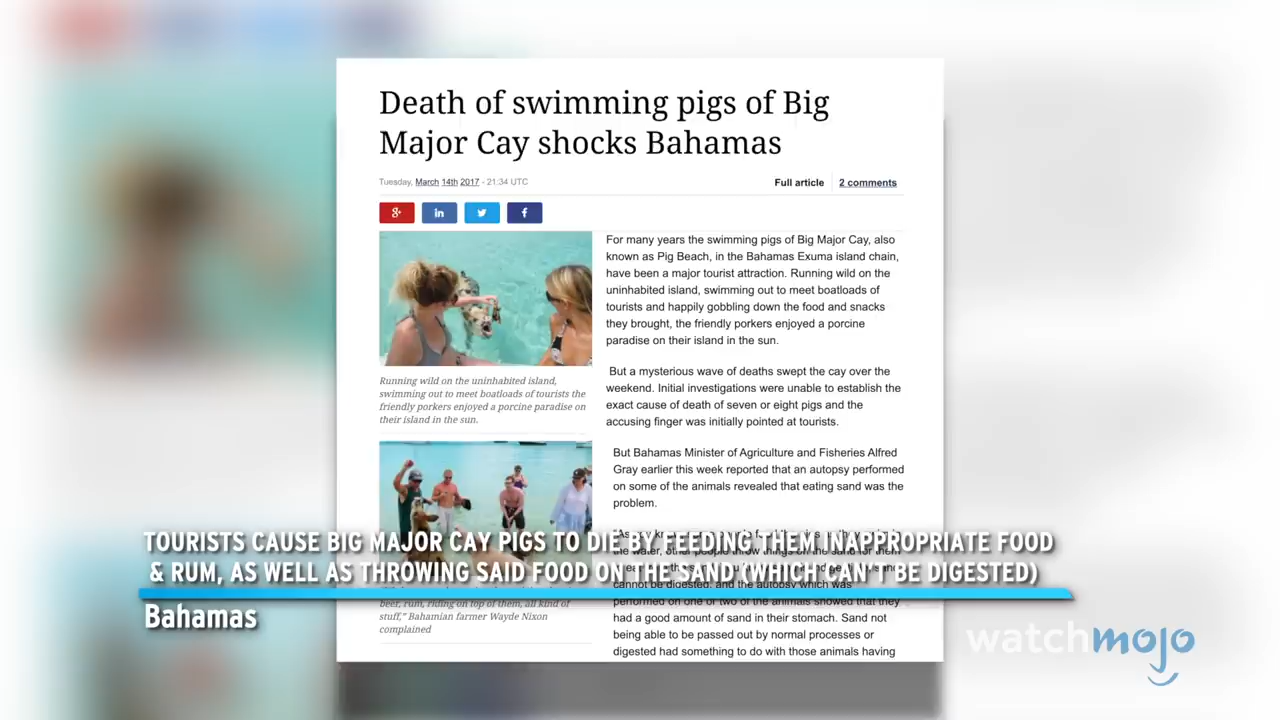 Death of swimming pigs of Big
Major Cay shocks Bahamas
Tuesday, March 14th 2017 - 21:34 UTC
Full article
2 comments
g+ in f
Running wild on the uninhabited island,
swimming out to meet boatloads of tourists the
friendly porkers enjoyed a porcine paradise on
their island in the sun.
beer, rum, riding on top of them, all kind of
stuff,” Bahamian farmer Wayde Nixon
complained
For many years the swimming pigs of Big Major Cay, also
known as Pig Beach, in the Bahamas Exuma island chain,
have been a major tourist attraction. Running wild on the
uninhabited island, swimming out to meet boatloads of
tourists and happily gobbling down the food and snacks
they brought, the friendly porkers enjoyed a porcine
paradise on their island in the sun.
But a mysterious wave of deaths swept the cay over the
weekend. Initial investigations were unable to establish the
exact cause of death of seven or eight pigs and the
accusing finger was initially pointed at tourists.
But Bahamas Minister of Agriculture and Fisheries Alfred
Gray earlier this week reported that an autopsy performed
on some of the animals revealed that eating sand was the
problem.
the water, other people throw things on the sand for them
cannot be digested, and the autopsy which was
performed on one or two of the animals showed that they
had a good amount of sand in their stomach. Sand not
being able to be passed out by normal processes or
digested had something to do with those animals having
TOURISTS CAUSE BIG MAJOR CAY PIGS TO DIE BY FEEDING THEM INAPPROPRIATE FOOD
& RUM, AS WELL AS THROWING SAID FOOD ON THE SAND (WHICH CAN'T BE DIGESTED)
Bahamas
watchmojo